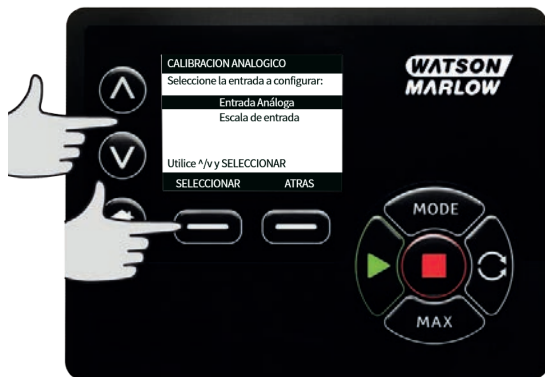 CALIBRACION ANALOGICO
Seleccione la entrada a configurar:
Entrada Análoga
Escala de entrada
Utilice ^/v y SELECCIONAR
SELECCIONAR ATRAS
WATSON
MARLOW
MODE
MAX